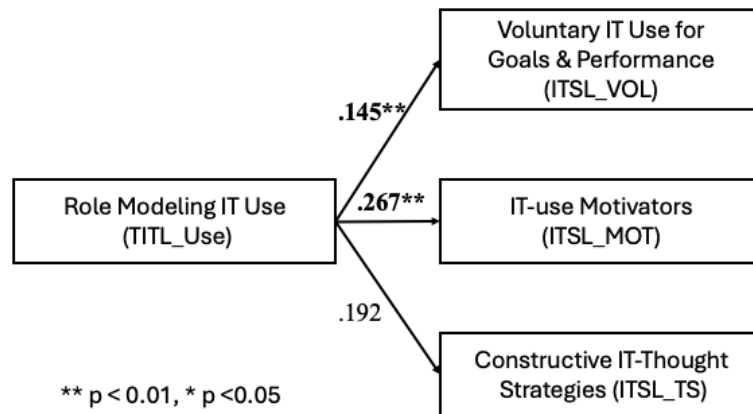 Voluntary IT Use for
Goals & Performance
(ITSL_VOL)
.145**
Role Modeling IT Use
(TITL_Use)
.267**
IT-use Motivators
(ITSL_MOT)
.192
Constructive IT-Thought
Strategies (ITSL_TS)
** p < 0.01, * p <0.05